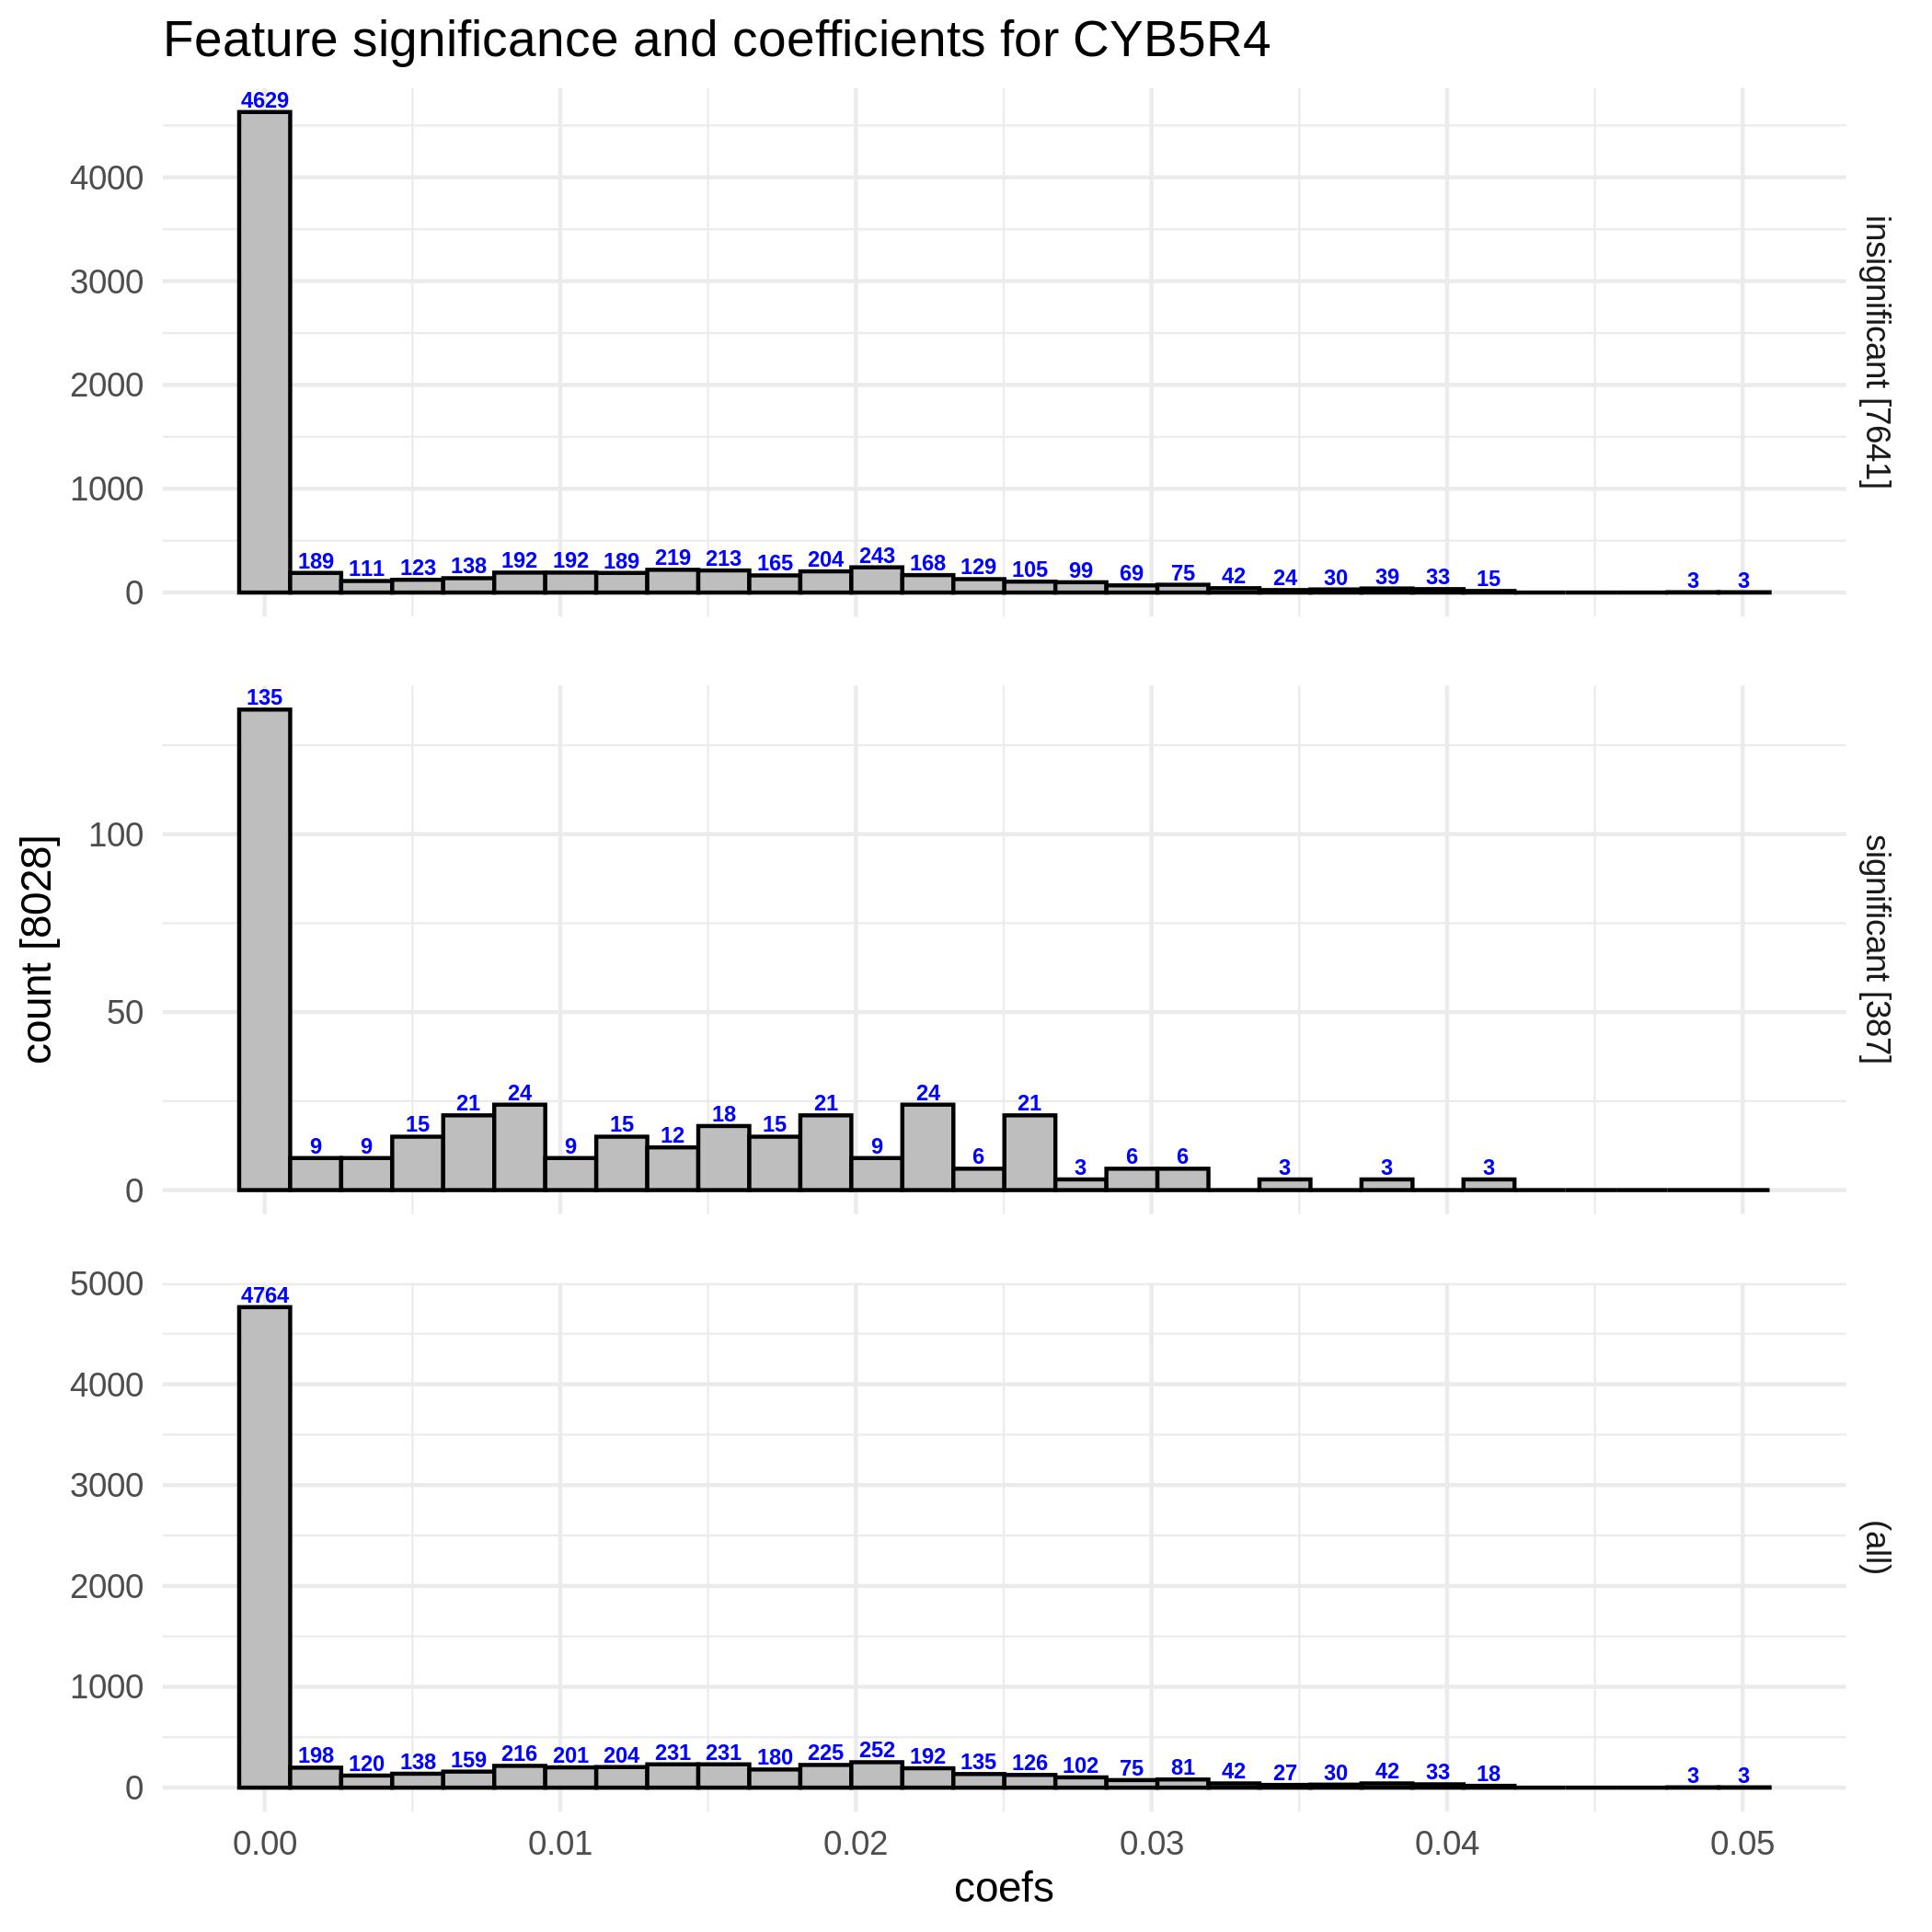 Feature significance and coefficients for CYB5R4
4629
4000
3000
2000
1000
0
189 111 123 138 192 192 189 219 213 165 204 243 168 129 105 99 69 75 42 24 30 39 33 15 3 3
insignificant [7641]
135
100
50
0
9 9 15 21 24 9 15 12 18 15 21 9 24 6 21 3 6 6 3 3 3
significant [387]
count [8028]
5000
4764
4000
3000
2000
1000
0
198 120 138 159 216 201 204 231 231 180 225 252 192 135 126 102 75 81 42 27 30 42 33 18 3 3
(all)
0.00 0.01 0.02 0.03 0.04 0.05
coefs